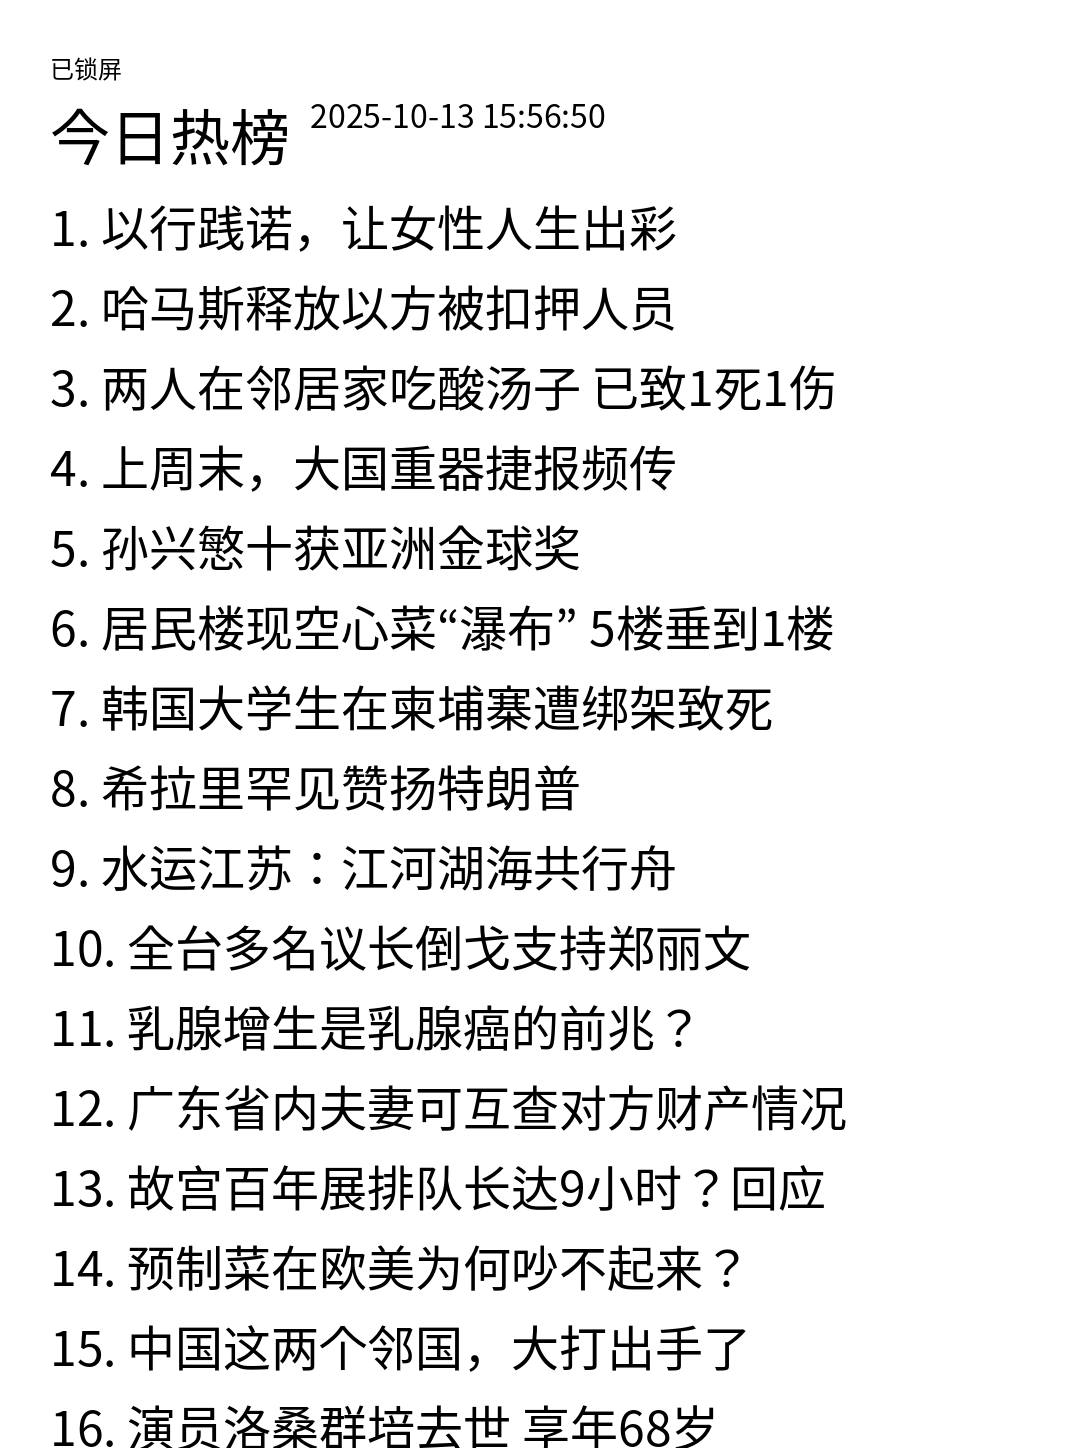 已锁屏
今日热榜 2025-10-13 15:56:50
1. 以行践诺，让女性人生出彩
2. 哈马斯释放以方被扣押人员
3. 两人在邻居家吃酸汤子 已致1死1伤
4. 上周末，大国重器捷报频传
5. 孙兴慜十获亚洲金球奖
6. 居民楼现空心菜“瀑布” 5楼垂到1楼
7. 韩国大学生在柬埔寨遭绑架致死
8. 希拉里罕见赞扬特朗普
9. 水运江苏：江河湖海共行舟
10. 全台多名议长倒戈支持郑丽文
11. 乳腺增生是乳腺癌的前兆？
12. 广东省内夫妻可互查对方财产情况
13. 故宫百年展排队长达9小时？回应
14. 预制菜在欧美为何吵不起来？
15. 中国这两个邻国，大打出手了
16. 演员洛桑群培去世 享年68岁